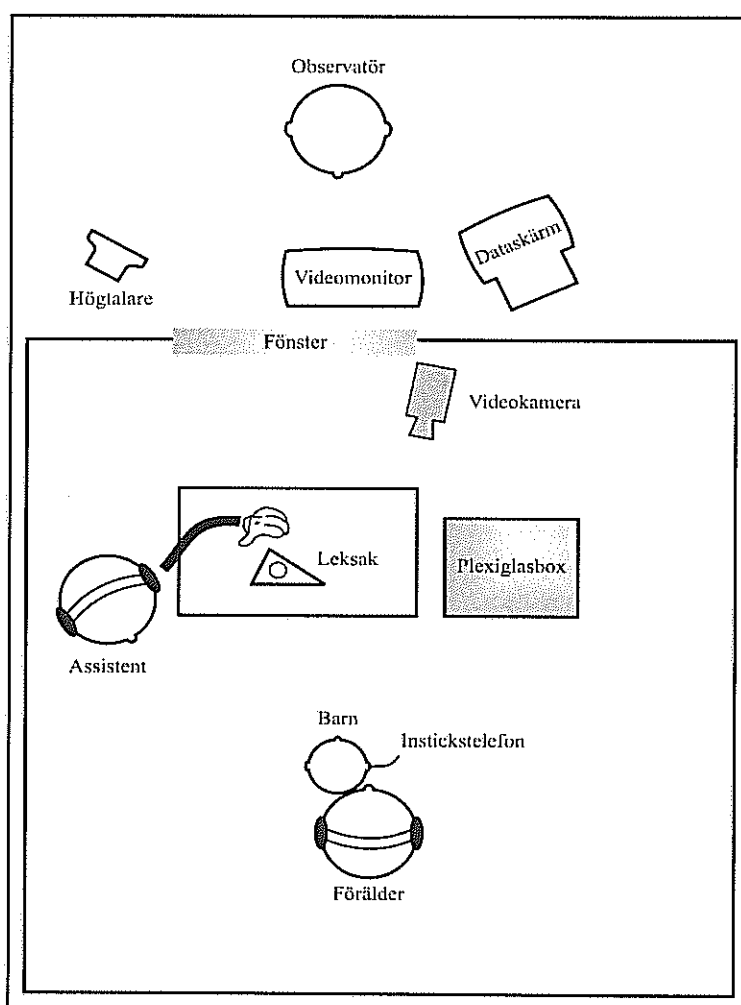 Observatör
Dataskärm
Videomonitor
Högtalare
Fönster
Videokamera
Leksak
Plexiglasbox
Assistent
Barn
Instickstelefon
Förälder